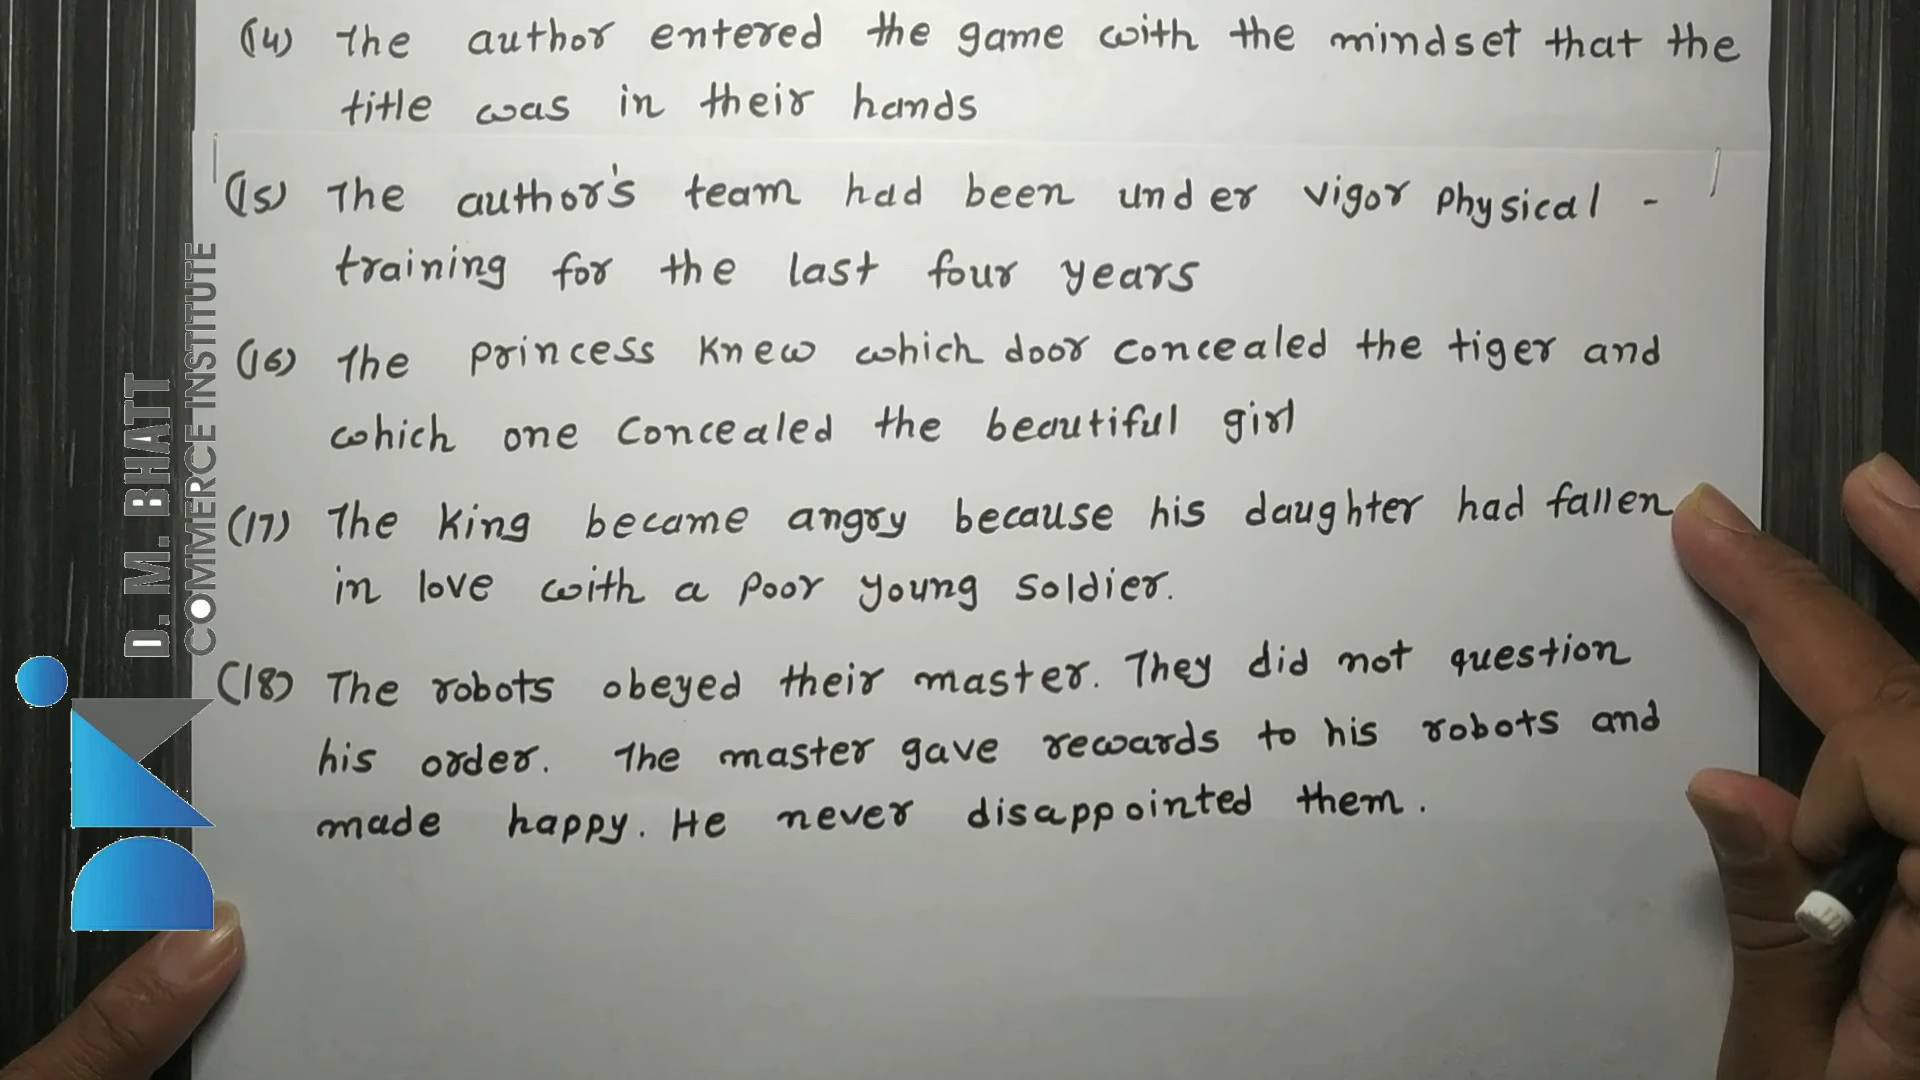 (14) The author entered the game with the mindset that the
title was in their hands
(15) The author's team had been under vigor physical -
training for the last four years
(16) The princess knew which door concealed the tiger and
which one concealed the beautiful girl
(17) The king became angry because his daughter had fallen
in love with a poor young soldier.
(18) The robots obeyed their master. They did not question
his order. The master gave rewards to his robots and
made happy. He never disappointed them.
D. M. BHATT
COMMERCE INSTITUTE